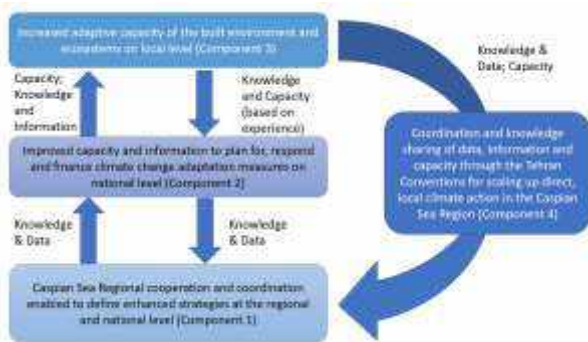 Increased adaptive capacity of the built environment and
ecosystems on local level (Component 3)
Knowledge &
Data; Capacity
Capacity;
Knowledge
and
Information
Knowledge
and Capacity
(based on
experience)
Improved capacity and information to plan for, respond
and finance climate change adaptation measures on
national level (Component 2)
Coordination and knowledge
sharing of data, information and
capacity through the Tehran
Conventions for scaling up direct,
local climate action in the Caspian
Sea Region (Component 4)
Knowledge
& Data
Knowledge
& Data
Caspian Sea Regional cooperation and coordination
enabled to define enhanced strategies at the regional
and national level (Component 1)